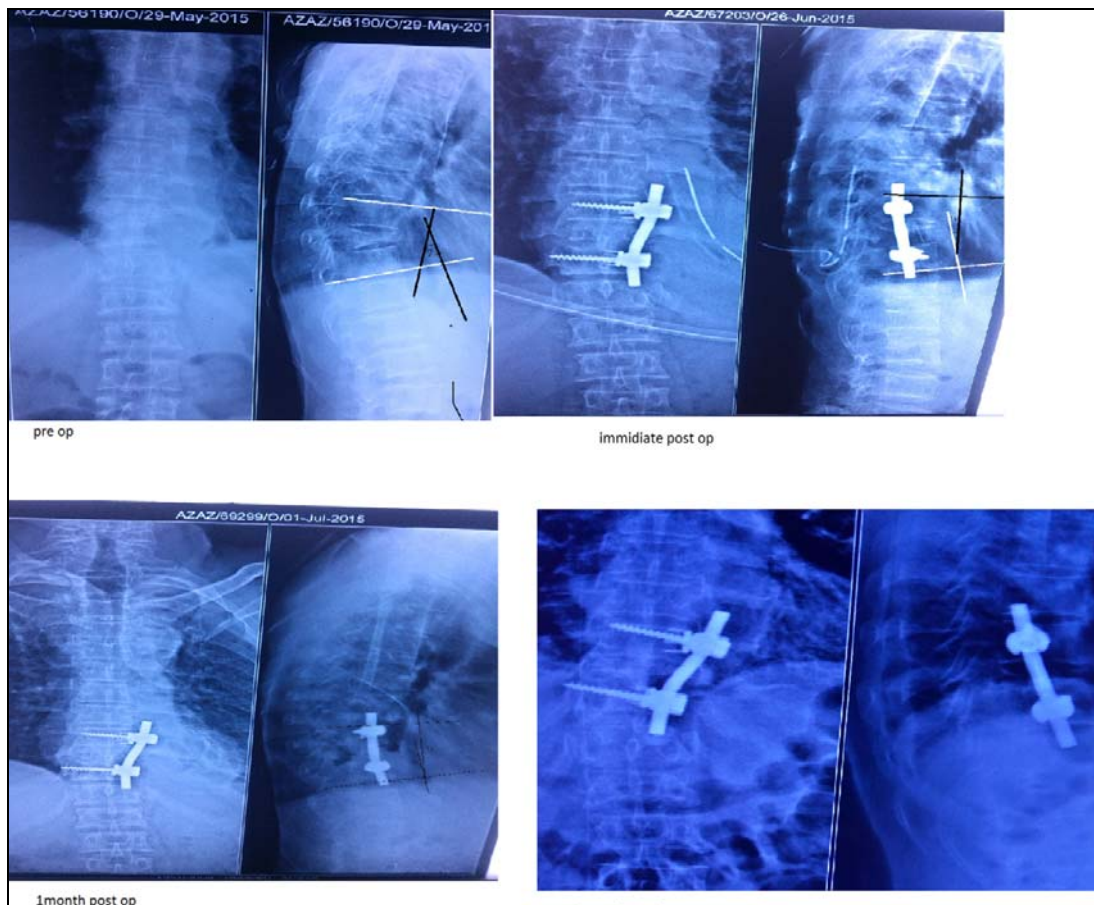 AZAZ/56190/O/29-May-2015
AZAZ/56190/O/29-May-201
AZAZ/67203/O/26-Jun-2015
pre op
immidiate post op
AZAZ/69299/O/01-Jul-2015
1month post op